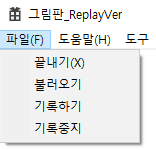 그림판_ReplayVer
파일(F) 도움말(H) 도구
끝내기(X)
불러오기
기록하기
기록중지